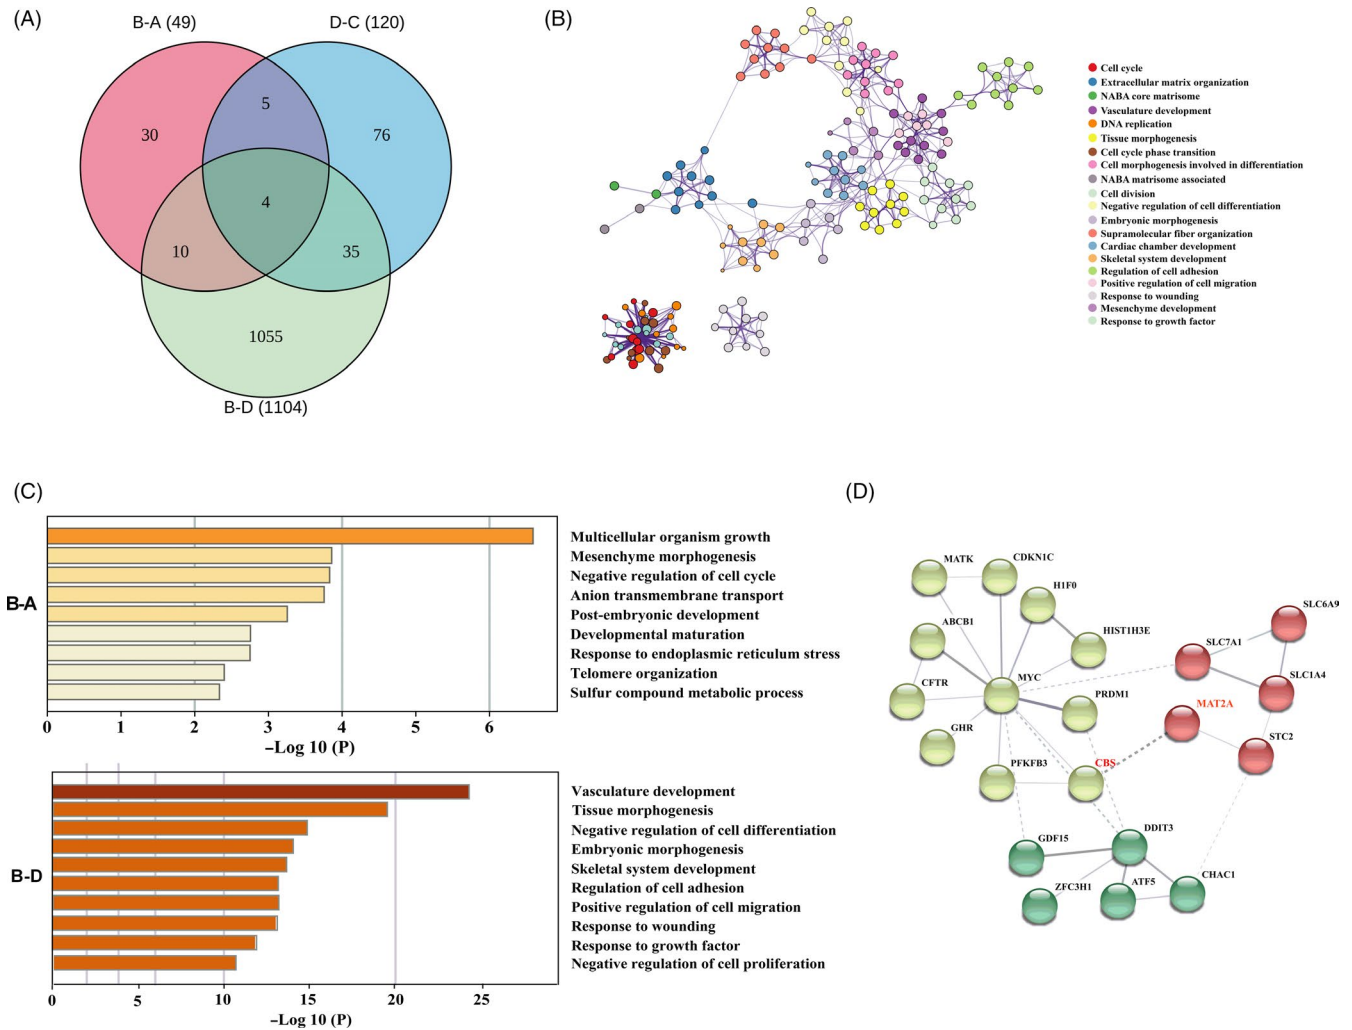 (A)
B-A (49)
D-C (120)
5
30
76
4
10
35
1055
B-D (1104)
(B)
Cell cycle
Extracellular matrix organization
NABA core matrisome
Vasculature development
DNA replication
Tissue morphogenesis
Cell cycle phase transition
Cell morphogenesis involved in differentiation
NABA matrisome associated
Cell division
Negative regulation of cell differentiation
Embryonic morphogenesis
Supramolecular fiber organization
Cardiac chamber development
Skeletal system development
Regulation of cell adhesion
Positive regulation of cell migration
Response to wounding
Mesenchyme development
Response to growth factor
(C)
B-A
Multicellular organism growth
Mesenchyme morphogenesis
Negative regulation of cell cycle
Anion transmembrane transport
Post-embryonic development
Developmental maturation
Response to endoplasmic reticulum stress
Telomere organization
Sulfur compound metabolic process
0 1 2 3 4 5 6
−Log 10 (P)
B-D
Vasculature development
Tissue morphogenesis
Negative regulation of cell differentiation
Embryonic morphogenesis
Skeletal system development
Regulation of cell adhesion
Positive regulation of cell migration
Response to wounding
Response to growth factor
Negative regulation of cell proliferation
0 5 10 15 20 25
−Log 10 (P)
(D)
MATK
CDKN1C
H1F0
SLC6A9
ABCB1
HIST1H3E
SLC7A1
CFTR
MYC
SLC1A4
PRDM1
MAT2A
GHR
STC2
PFKFB3
CBS
GDF15
DDIT3
ZFC3H1
ATF5
CHAC1